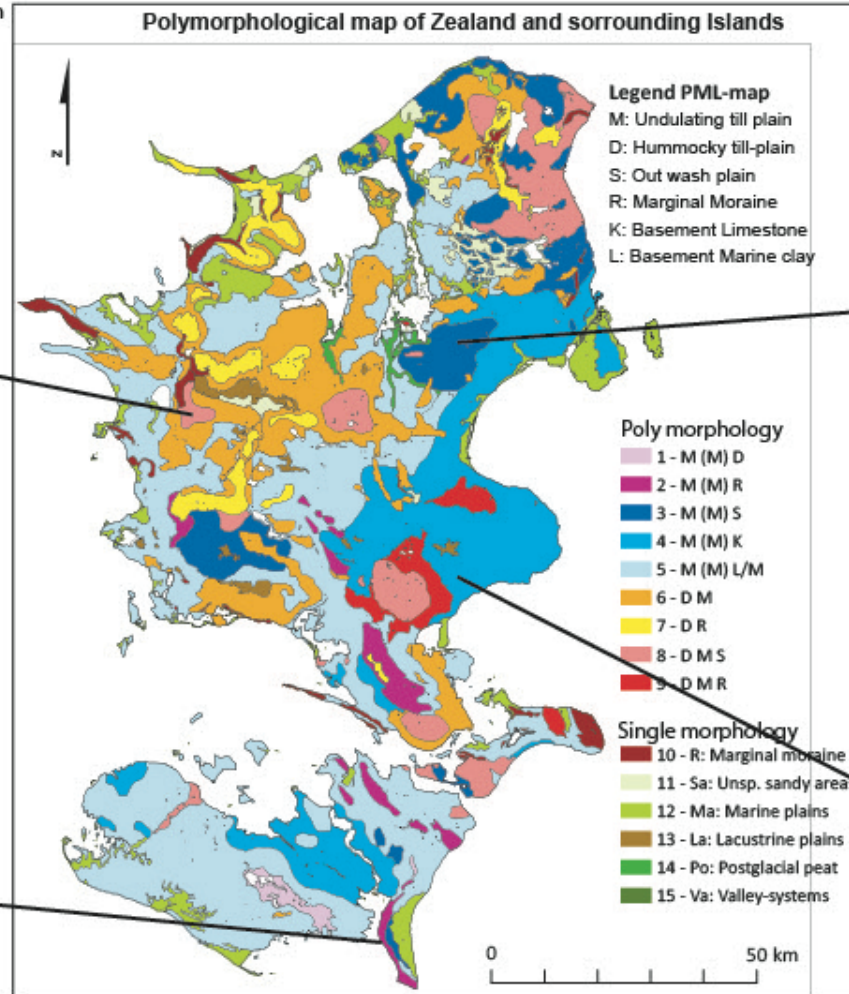 Polymorphological map of Zealand and sorrounding Islands
N
Legend PML-map
M: Undulating till plain
D: Hummocky till-plain
S: Out wash plain
R: Marginal Moraine
K: Basement Limestone
L: Basement Marine clay
Poly morphology
1 - M (M) D
2 - M (M) R
3 - M (M) S
4 - M (M) K
5 - M (M) L/M
6 - D M
7 - D R
8 - D M S
9 - D M R
Single morphology
10 - R: Marginal moraine
11 - Sa: Unsp. sandy area
12 - Ma: Marine plains
13 - La: Lacustrine plains
14 - Po: Postglacial peat
15 - Va: Valley-systems
0 50 km